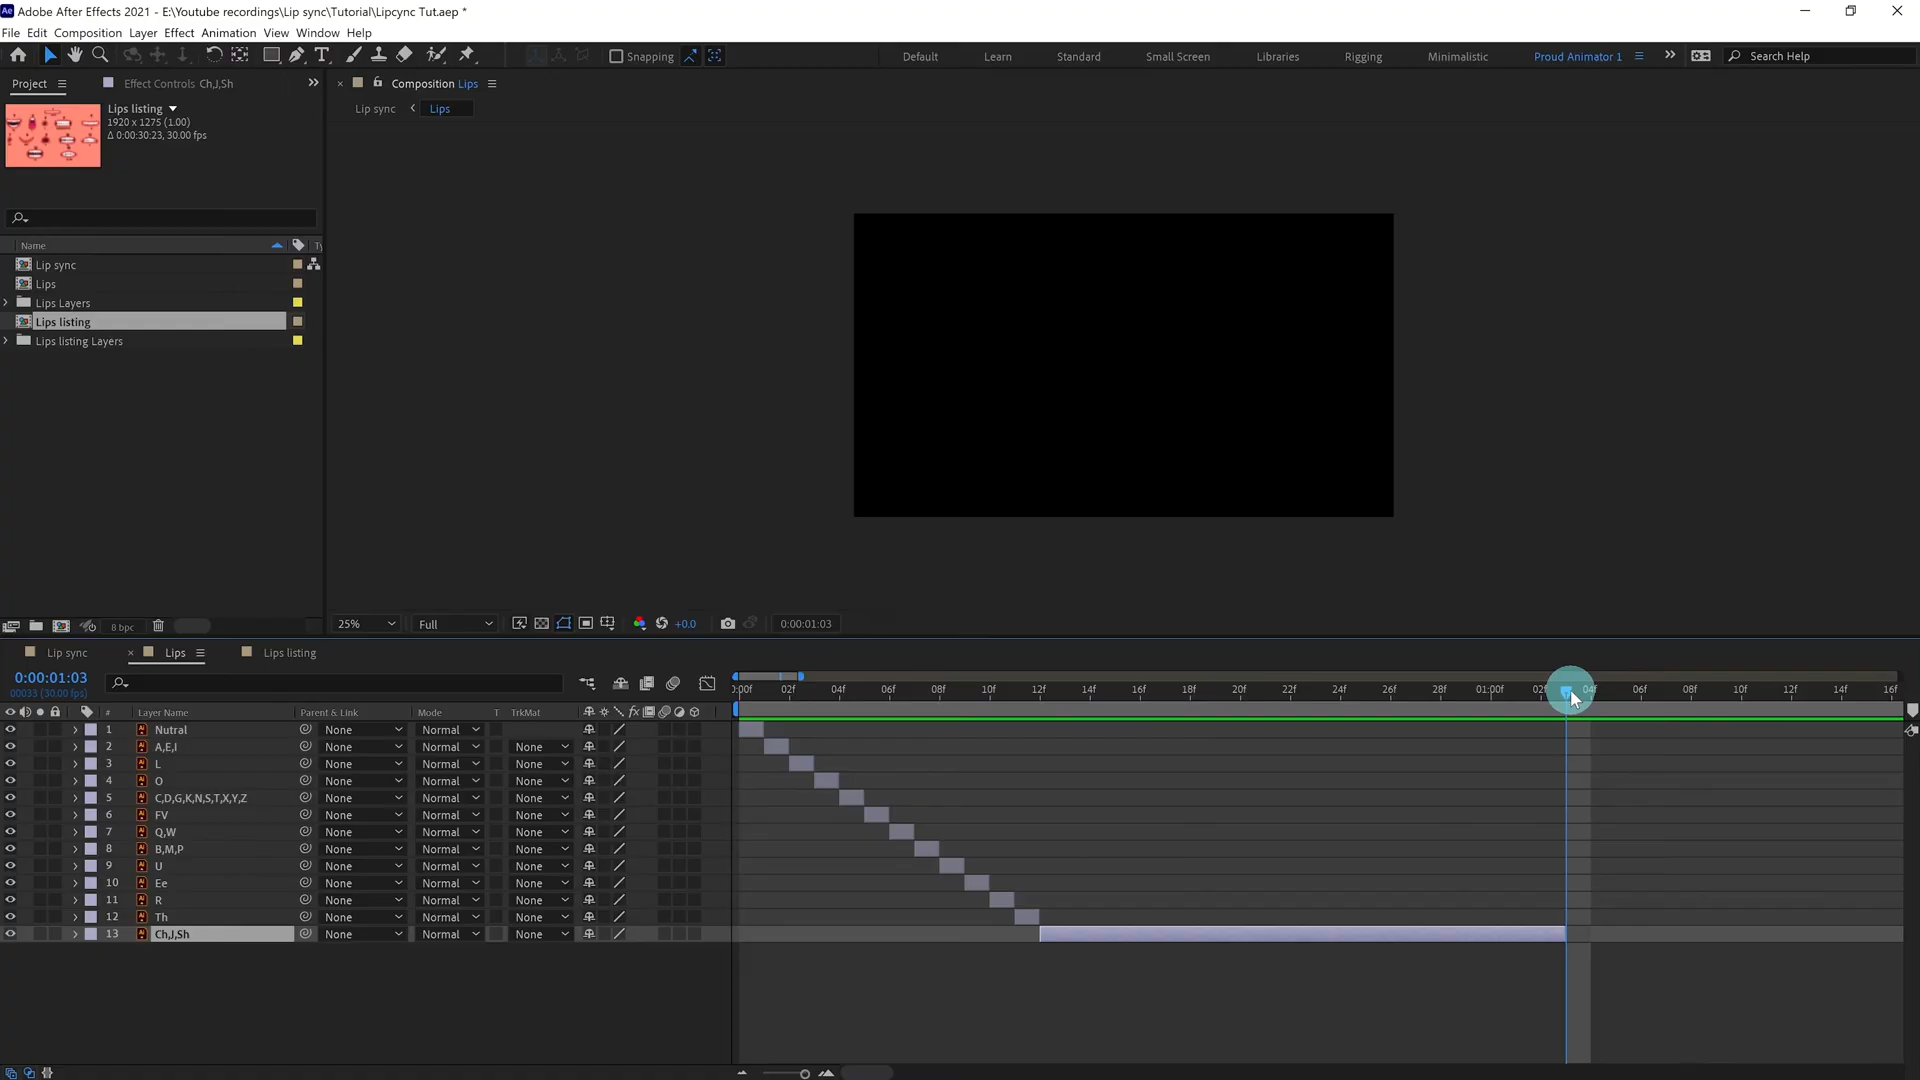 Adobe After Effects 2021 - E:\Youtube recordings\Lip sync\Tutorial\Lipcync Tut.aep *
File Edit Composition Layer Effect Animation View Window Help
Snapping Default Learn Standard Small Screen Libraries Rigging Minimalistic Proud Animator 1 Search Help
Project Effect Controls Ch,J,Sh
Composition Lips
Lips listing
1920 x 1275 (1.00)
Δ 0:00:30:23, 30.00 fps
Lip sync Lips
Name Ty
Lip sync
Lips
Lips Layers
Lips listing
Lips listing Layers
8 bpc
25% Full +0.0 0:00:01:03
Lip sync Lips Lips listing
0:00:01:03
00033 (30.00 fps)
0:00f 02f 04f 06f 08f 10f 12f 14f 16f 18f 20f 22f 24f 26f 28f 01:00f 02f 04f 06f 08f 10f 12f 14f 16f
# Layer Name Parent & Link Mode T TrkMat
1 Nutral None Normal
2 A,E,I None Normal None
3 L None Normal None
4 O None Normal None
5 C,D,G,K,N,S,T,X,Y,Z None Normal None
6 FV None Normal None
7 Q,W None Normal None
8 B,M,P None Normal None
9 U None Normal None
10 Ee None Normal None
11 R None Normal None
12 Th None Normal None
13 Ch,J,Sh None Normal None